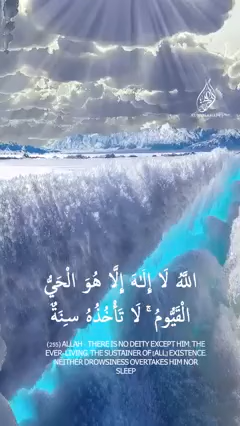 اللَّهُ لَا إِلَٰهَ إِلَّا هُوَ الْحَيُّ
الْقَيُّومُ ۚ لَا تَأْخُذُهُ سِنَةٌ
(255) ALLAH - THERE IS NO DEITY EXCEPT HIM, THE
EVER-LIVING, THE SUSTAINER OF [ALL] EXISTENCE.
NEITHER DROWSINESS OVERTAKES HIM NOR
SLEEP